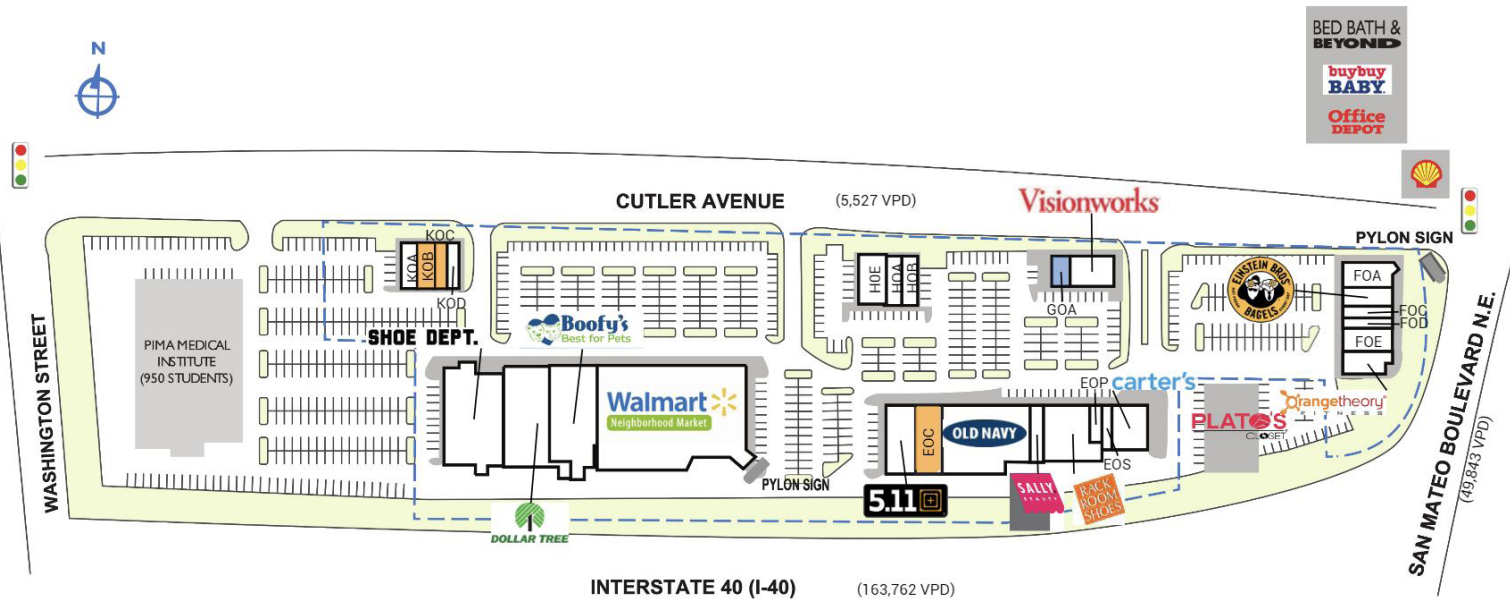 BED BATH &
BEYOND
buybuy
BABY.
Office
DEPOT
N
CUTLER AVENUE (5,527 VPD)
Visionworks
PYLON SIGN
KOC
KOA
KOB
KOD
HOE
HOA
HOB
GOA
EINSTEIN BROS
BAGELS
FOA
FOC
FOD
FOE
SHOE DEPT.
Boofy's
Best for Pets
PIMA MEDICAL
INSTITUTE
(950 STUDENTS)
WASHINGTON STREET
Walmart
Neighborhood Market
EOP
carter's
PLATO'S
CLOSET
Orangetheory
FITNESS
EOC
OLD NAVY
EOS
PYLON SIGN
5.11
SALLY
BEAUTY
RACK
ROOM
SHOES
DOLLAR TREE
SAN MATEO BOULEVARD N.E.
(49,843 VPD)
INTERSTATE 40 (I-40) (163,762 VPD)